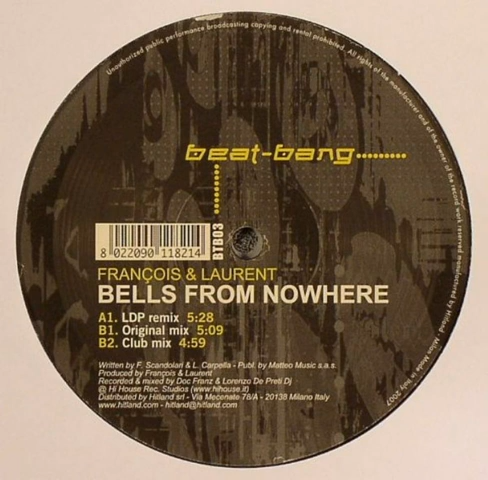 Unauthorized public performance broadcasting copying and rental prohibited. All rights of the manufacturer and of the owner of the record work reserved manufactured by Hitland - Milano Made in Italy 2007
beat-bang
8 022090 118214
BTB03
FRANÇOIS & LAURENT
BELLS FROM NOWHERE
A1. LDP remix 5:28
B1. Original mix 5:09
B2. Club mix 4:59
Written by F. Scandolari & L. Carpella - Publ. by Matteo Music s.a.s.
Produced by François & Laurent
Recorded & mixed by Doc Franz & Lorenzo De Preti Dj
@ Hi House Rec. Studios (www.hihouse.it)
Distributed by Hitland srl - Via Mecenate 78/A - 20138 Milano Italy
www.hitland.com - hitland@hitland.com